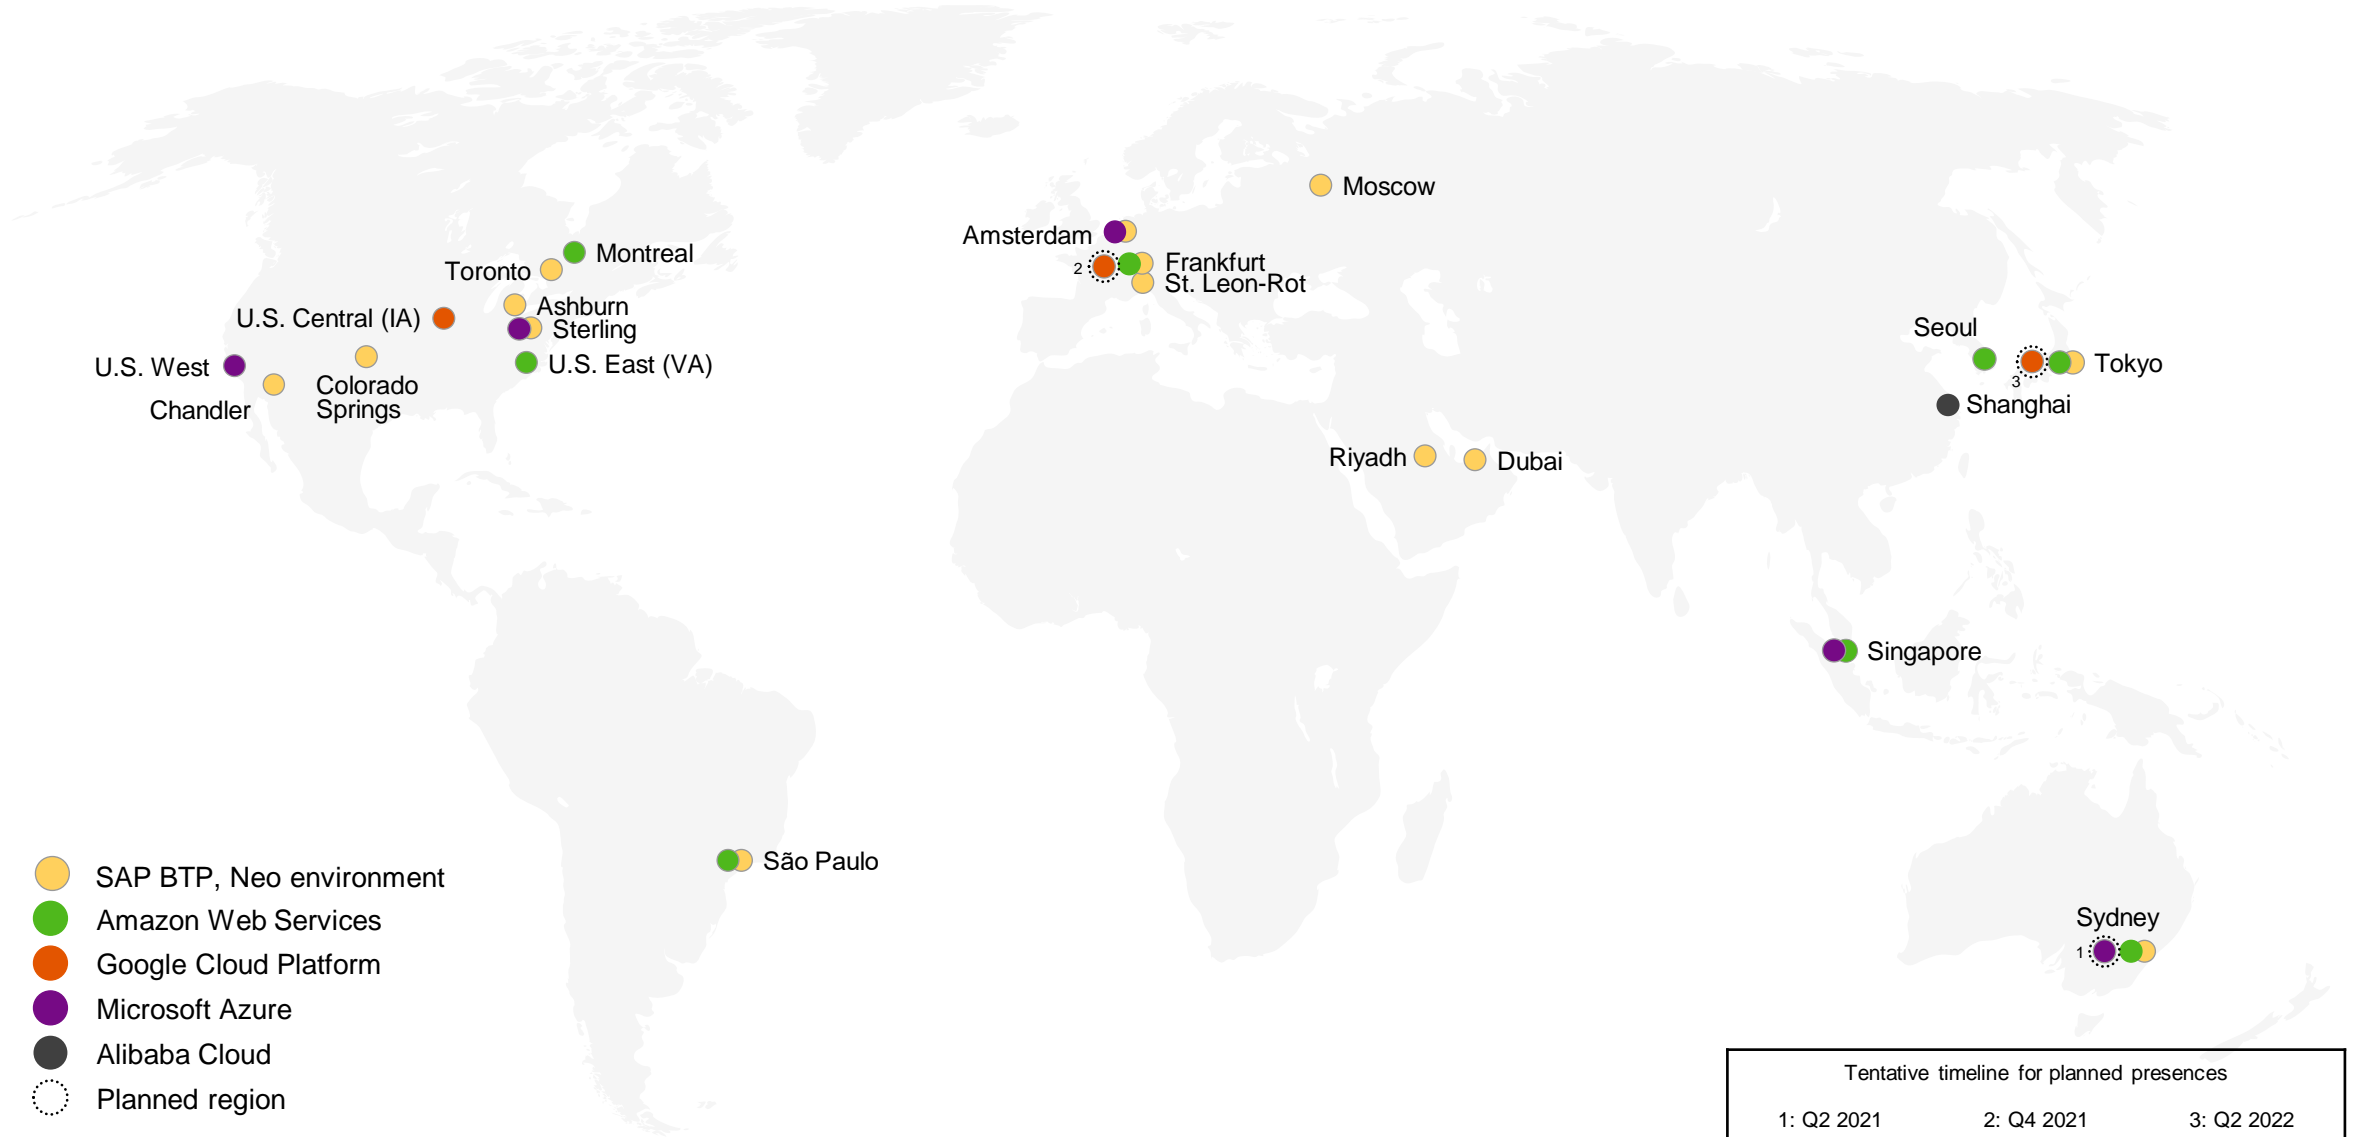 Moscow
Amsterdam
Montreal
Toronto
2
Frankfurt
St. Leon-Rot
Ashburn
U.S. Central (IA)
Sterling
Seoul
U.S. West
U.S. East (VA)
Tokyo
Colorado
Springs
3
Chandler
Shanghai
Riyadh
Dubai
Singapore
São Paulo
SAP BTP, Neo environment
Amazon Web Services
Google Cloud Platform
Microsoft Azure
Alibaba Cloud
Planned region
Sydney
1
Tentative timeline for planned presences
1: Q2 2021 2: Q4 2021 3: Q2 2022